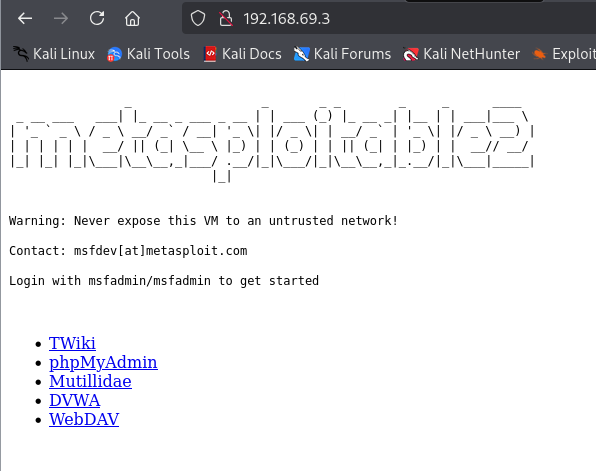 192.168.69.3
Kali Linux Kali Tools Kali Docs Kali Forums Kali NetHunter Exploit
metasploitable2
Warning: Never expose this VM to an untrusted network!
Contact: msfdev[at]metasploit.com
Login with msfadmin/msfadmin to get started
TWiki
phpMyAdmin
Mutillidae
DVWA
WebDAV